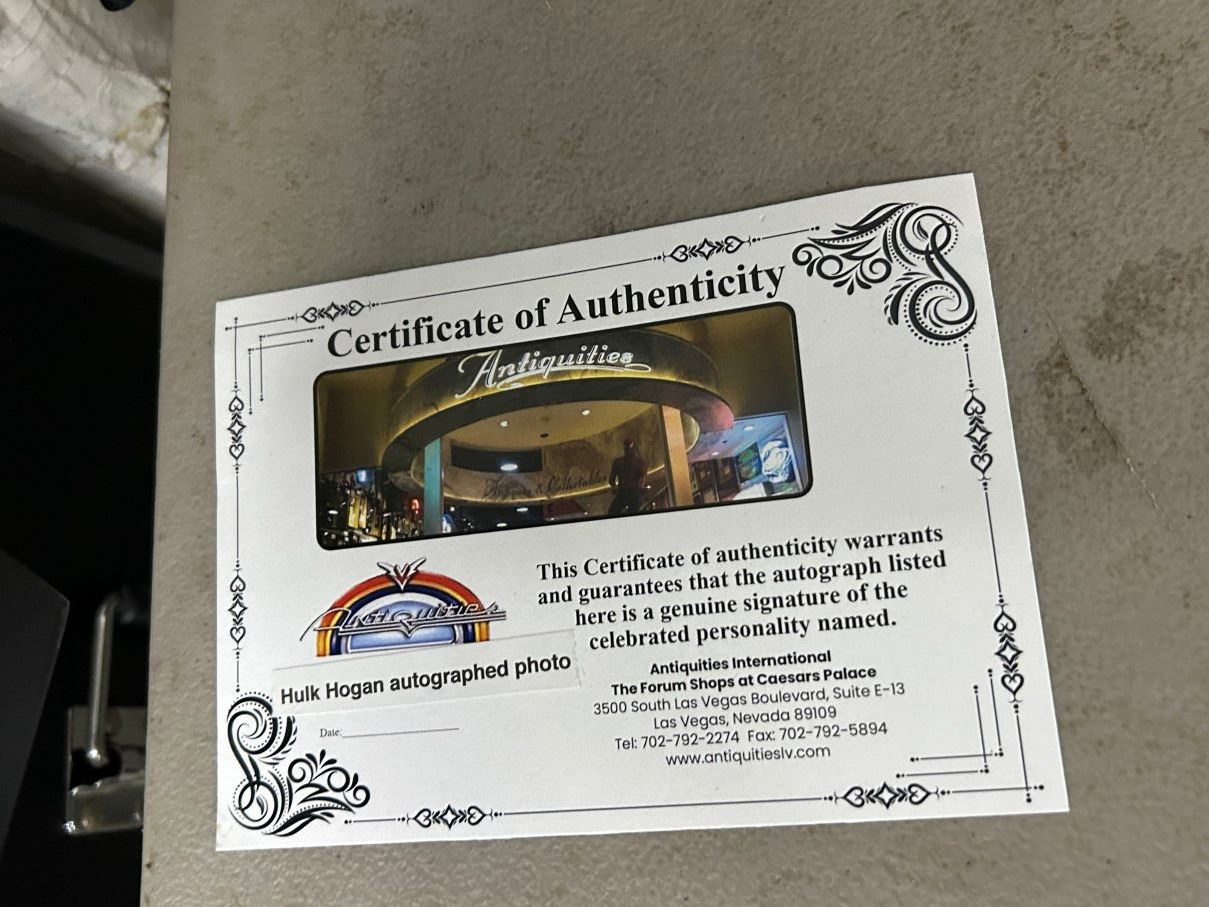 Certificate of Authenticity
Antiquities
Antiques & Collectables
Antiquities
This Certificate of authenticity warrants
and guarantees that the autograph listed
here is a genuine signature of the
celebrated personality named.
Hulk Hogan autographed photo
Date:
Antiquities International
The Forum Shops at Caesars Palace
3500 South Las Vegas Boulevard, Suite E-13
Las Vegas, Nevada 89109
Tel: 702-792-2274 Fax: 702-792-5894
www.antiquitieslv.com